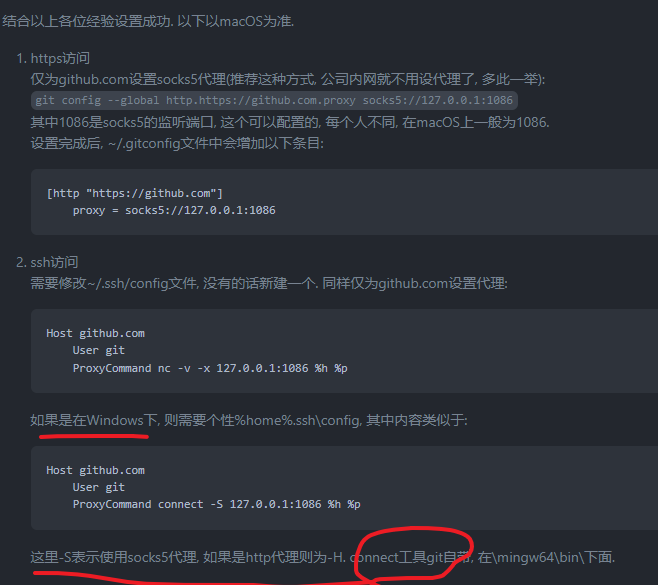 结合以上各位经验设置成功. 以下以macOS为准.
1. https访问
仅为github.com设置socks5代理(推荐这种方式, 公司内网就不用设代理了, 多此一举):
git config --global http.https://github.com.proxy socks5://127.0.0.1:1086
其中1086是socks5的监听端口, 这个可以配置的, 每个人不同, 在macOS上一般为1086.
设置完成后, ~/.gitconfig文件中会增加以下条目:
[http "https://github.com"]
    proxy = socks5://127.0.0.1:1086
2. ssh访问
需要修改~/.ssh/config文件, 没有的话新建一个. 同样仅为github.com设置代理:
Host github.com
    User git
    ProxyCommand nc -v -x 127.0.0.1:1086 %h %p
如果是在Windows下, 则需要个性%home%.ssh\config, 其中内容类似于:
Host github.com
    User git
    ProxyCommand connect -S 127.0.0.1:1086 %h %p
这里-S表示使用socks5代理, 如果是http代理则为-H. connect工具git自带, 在\mingw64\bin\下面.